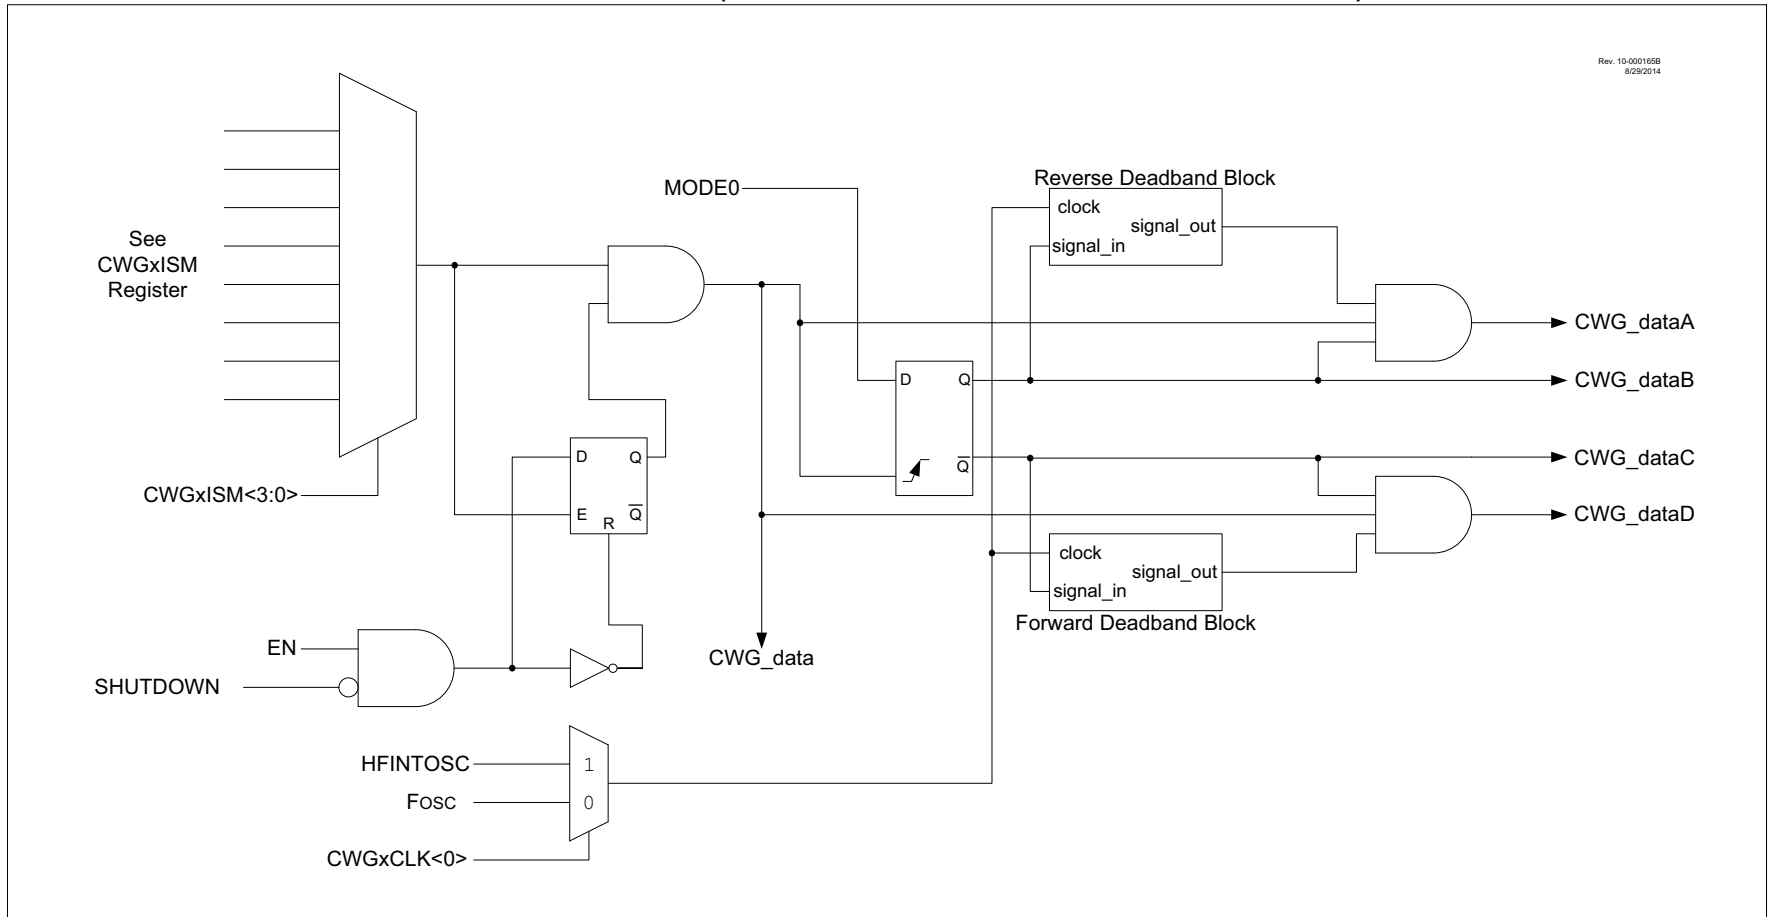 Rev. 10-000165B
8/29/2014
See
CWGxISM
Register
CWGxISM<3:0>
MODE0
Reverse Deadband Block
clock
signal_out
signal_in
CWG_dataA
D
Q
CWG_dataB
Q
CWG_dataC
CWG_dataD
D
Q
E
R
Q
clock
signal_out
signal_in
Forward Deadband Block
EN
SHUTDOWN
CWG_data
HFINTOSC
1
FOSC
0
CWGxCLK<0>